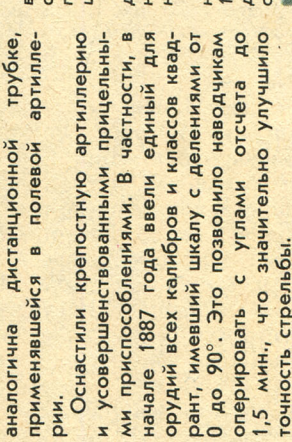 аналогична дистанционной трубке,
применявшейся в полевой артилле-
рии.
Оснастили крепостную артиллерию
и усовершенствованными прицельны-
ми приспособлениями. В частности, в
начале 1887 года ввели единый для
орудий всех калибров и классов квад-
рант, имевший шкалу с делениями от
0 до 90°. Это позволило наводчикам
оперировать с углами отсчета до
1,5 мин., что значительно улучшило
точность стрельбы.